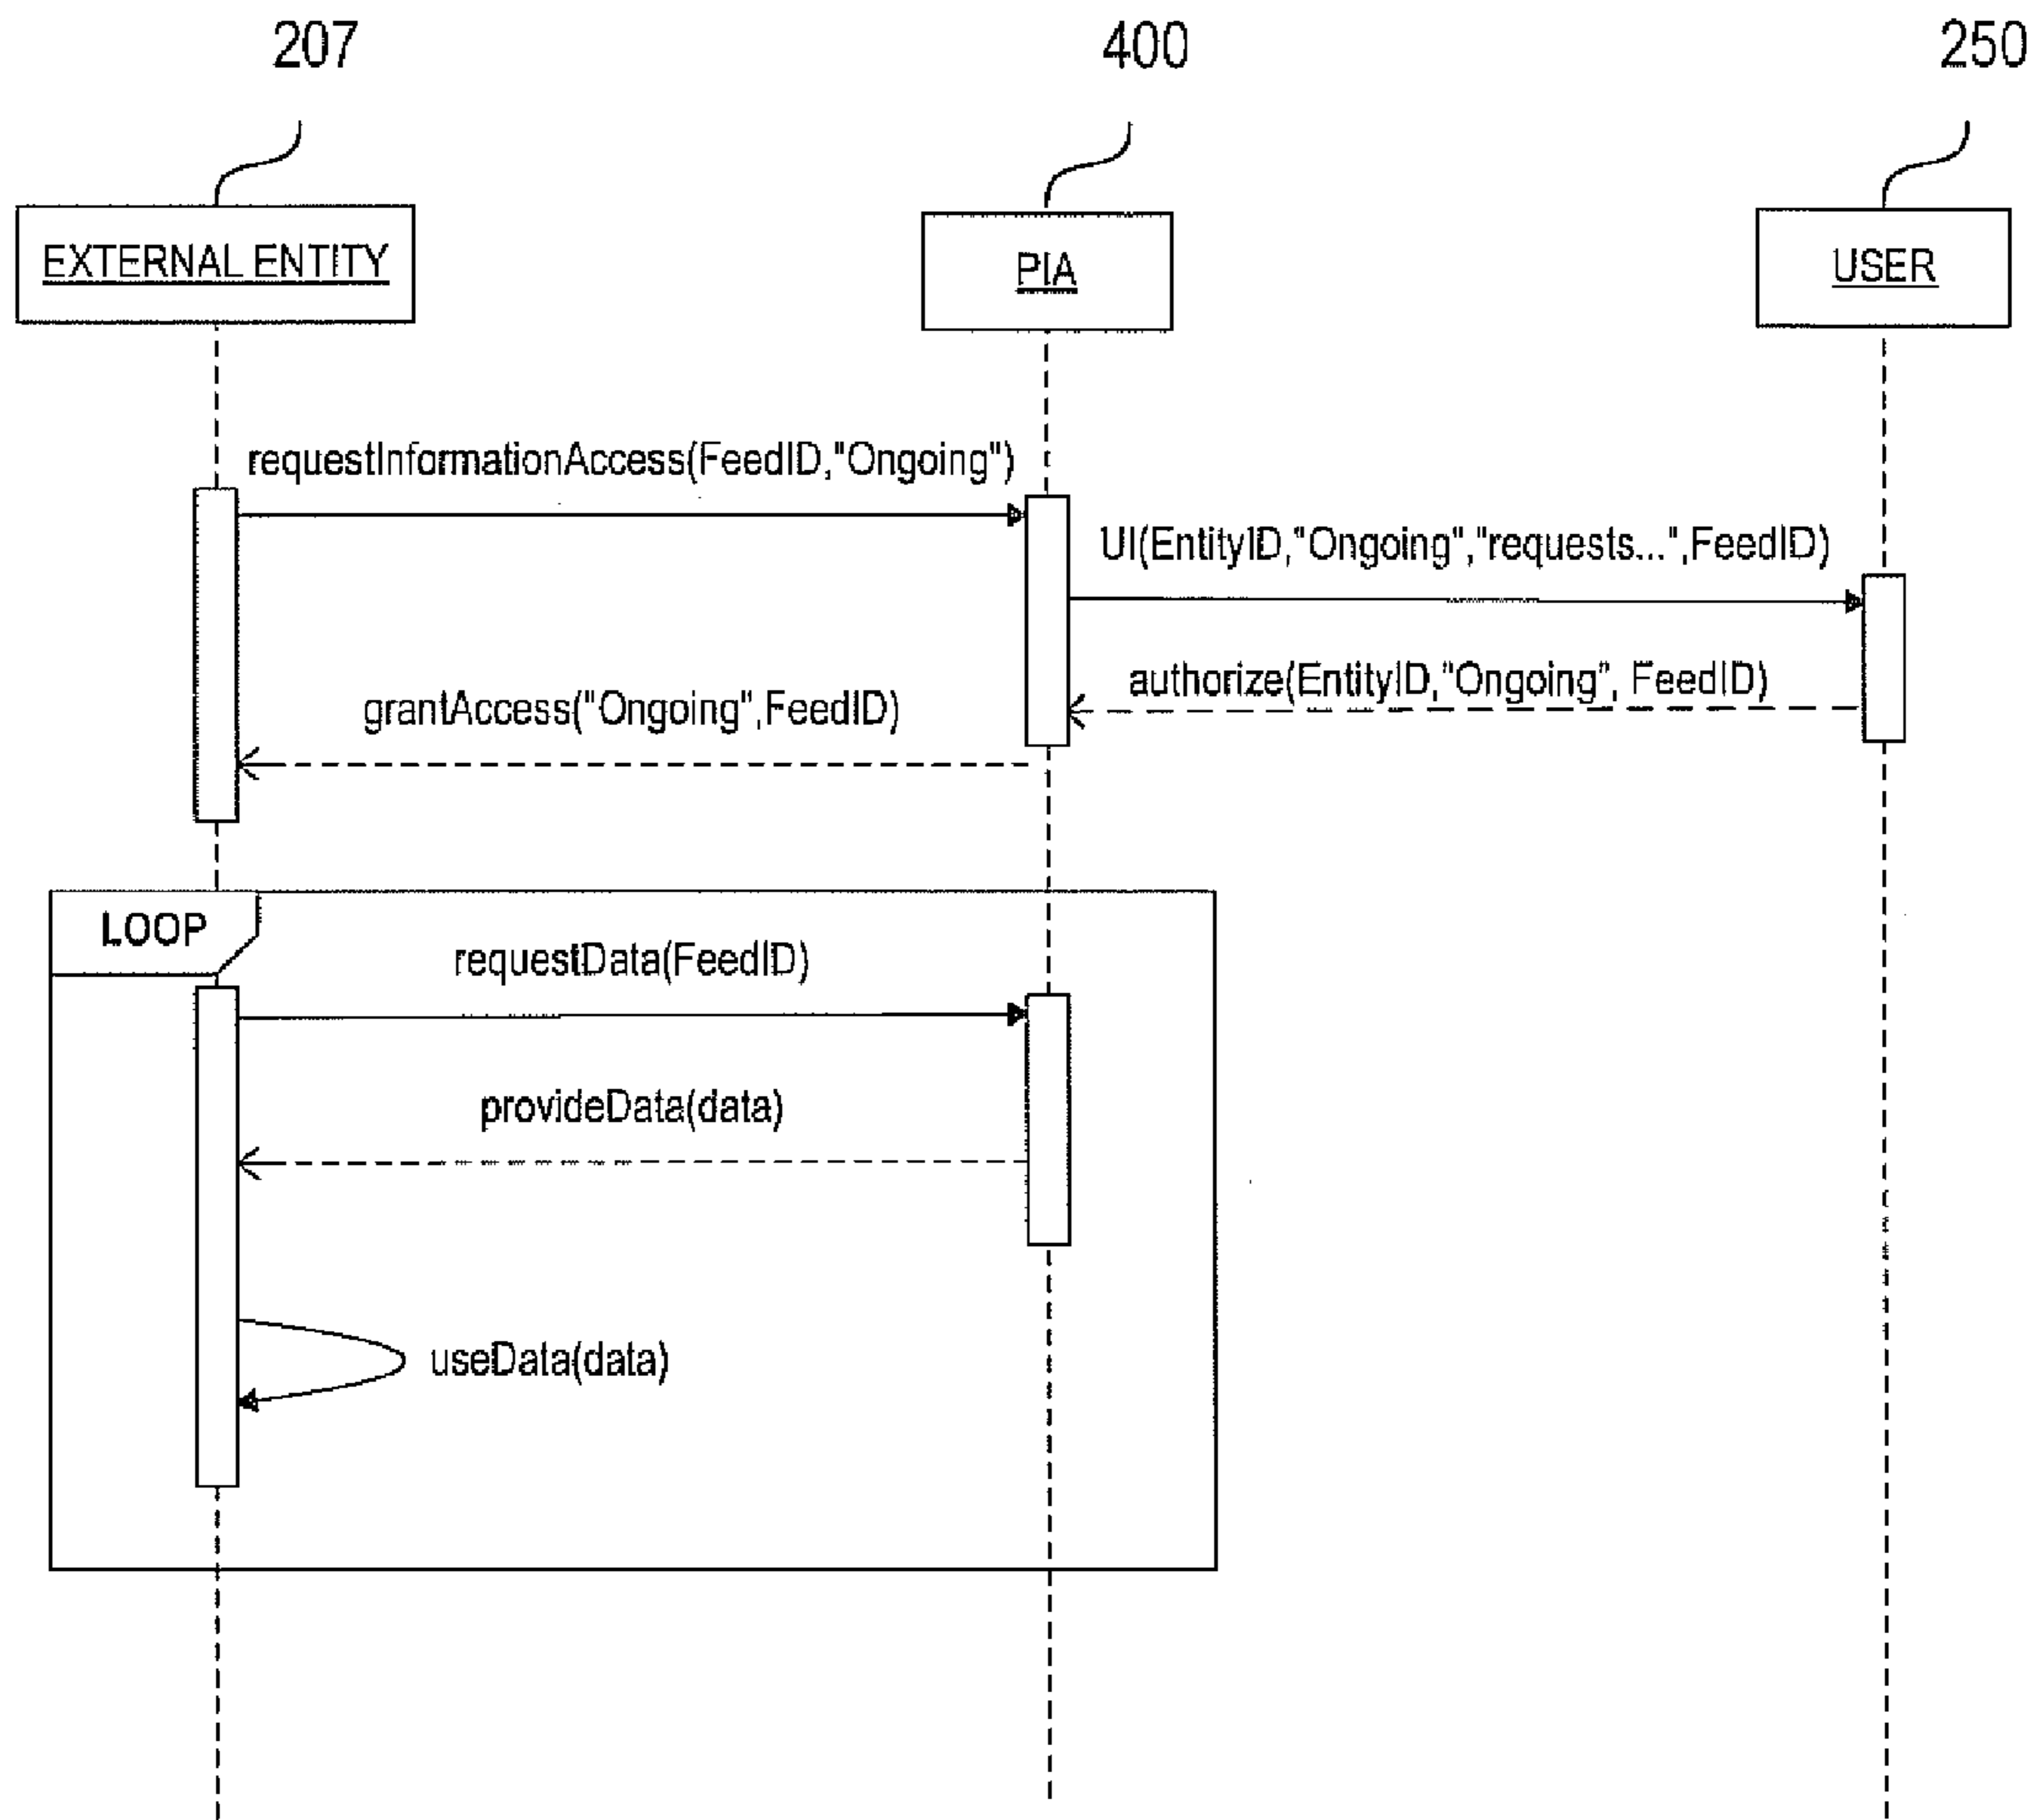 207
400
250
EXTERNAL ENTITY
PIA
USER
requestInformationAccess(FeedID,"Ongoing")
UI(EntityID,"Ongoing","requests...",FeedID)
authorize(EntityID,"Ongoing", FeedID)
grantAccess("Ongoing",FeedID)
LOOP
requestData(FeedID)
provideData(data)
useData(data)